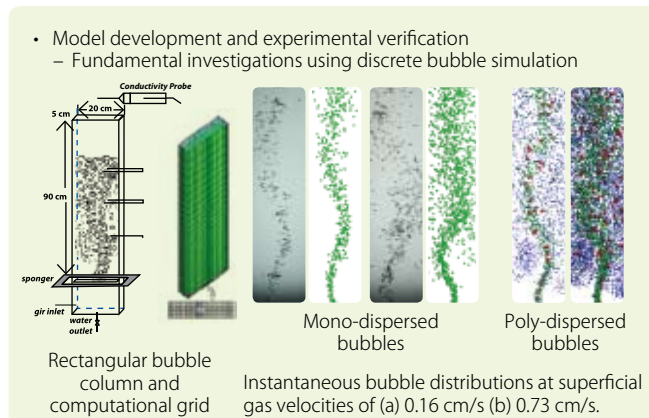 • Model development and experimental verification
– Fundamental investigations using discrete bubble simulation
Conductivity Probe
20 cm
5 cm
90 cm
sponger
gir inlet
water
outlet
Rectangular bubble
column and
computational grid
Mono-dispersed
bubbles
Poly-dispersed
bubbles
Instantaneous bubble distributions at superficial
gas velocities of (a) 0.16 cm/s (b) 0.73 cm/s.